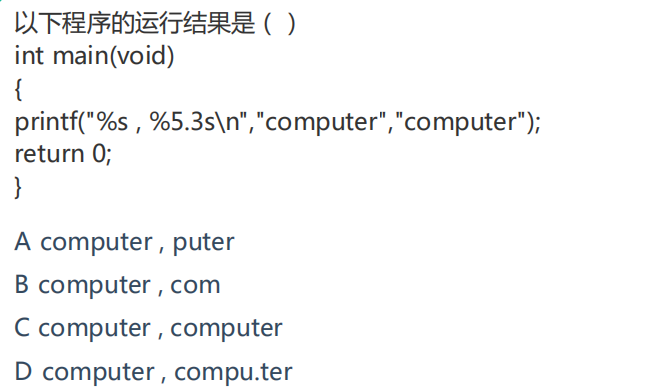 以下程序的运行结果是 (  )
int main(void)
{
printf("%s , %5.3s\n","computer","computer");
return 0;
}
A computer , puter
B computer , com
C computer , computer
D computer , compu.ter